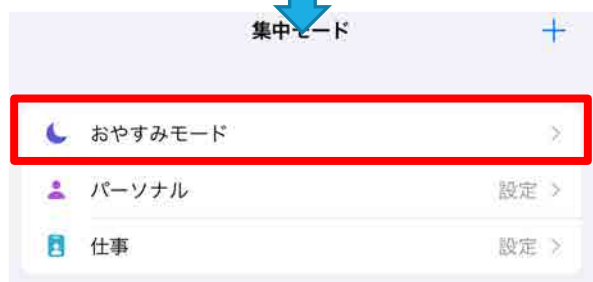 集中モード
おやすみモード
パーソナル 設定
仕事 設定